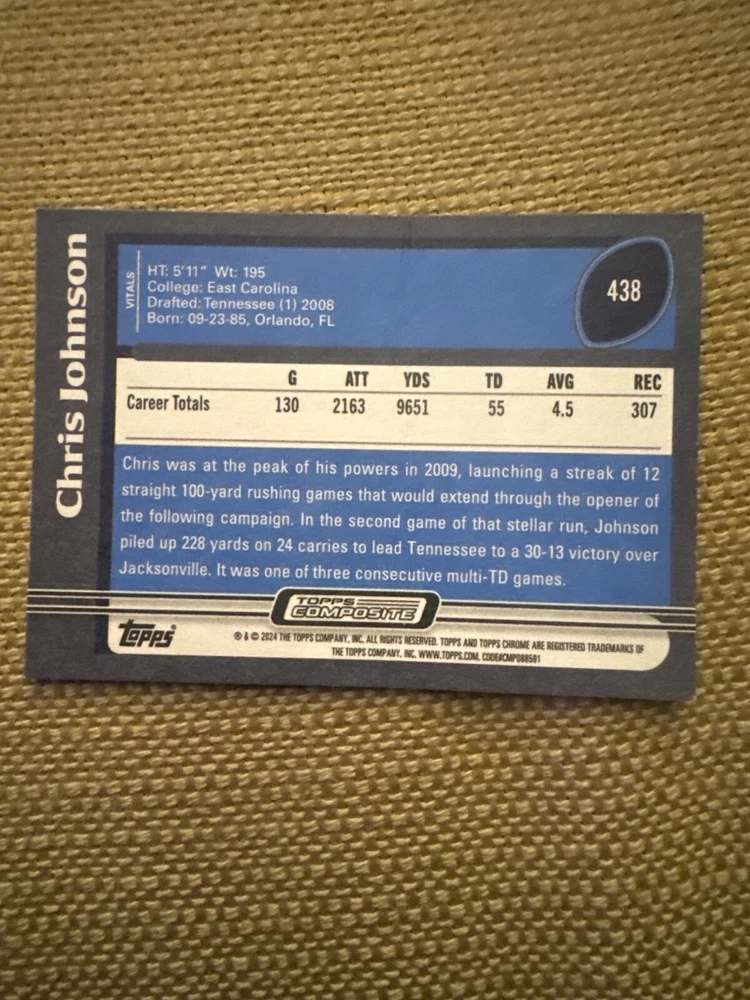 Chris Johnson
VITALS
HT: 5'11" Wt: 195
College: East Carolina
Drafted: Tennessee (1) 2008
Born: 09-23-85, Orlando, FL
438
G ATT YDS TD AVG REC
Career Totals 130 2163 9651 55 4.5 307
Chris was at the peak of his powers in 2009, launching a streak of 12
straight 100-yard rushing games that would extend through the opener of
the following campaign. In the second game of that stellar run, Johnson
piled up 228 yards on 24 carries to lead Tennessee to a 30-13 victory over
Jacksonville. It was one of three consecutive multi-TD games.
TOPPS
COMPOSITE
Topps
® & © 2024 THE TOPPS COMPANY, INC. ALL RIGHTS RESERVED. TOPPS AND TOPPS CHROME ARE REGISTERED TRADEMARKS OF
THE TOPPS COMPANY, INC. WWW.TOPPS.COM. CODE#CMP088591